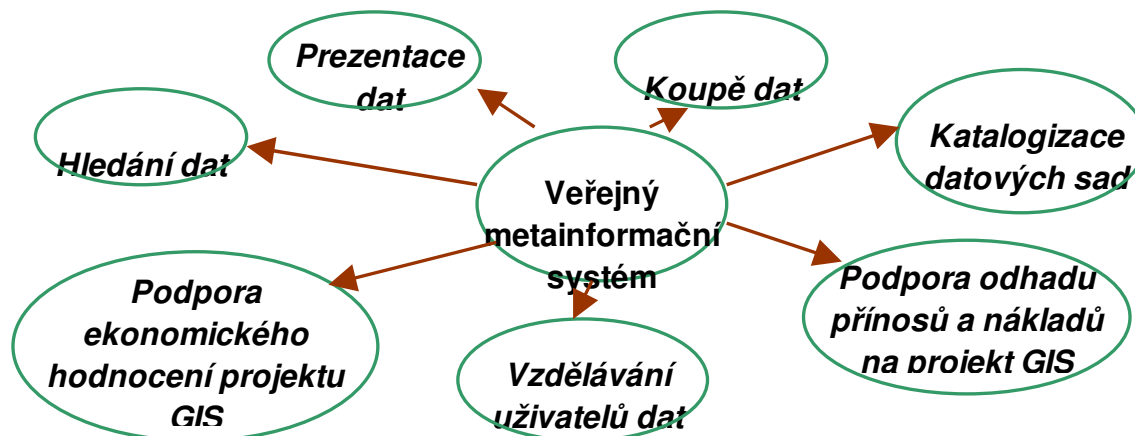 Prezentace
dat
Koupě dat
Hledání dat
Katalogizace
datových sad
Veřejný
metainformační
systém
Podpora
ekonomického
hodnocení projektu
GIS
Vzdělávání
uživatelů dat
Podpora odhadu
přínosů a nákladů
na projekt GIS